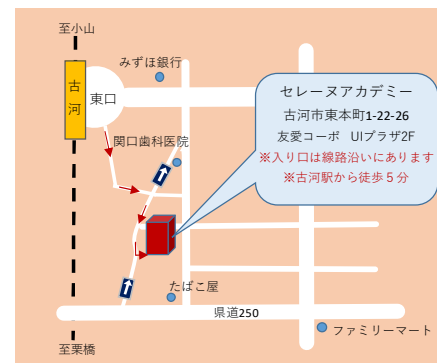 至小山
みずほ銀行
古河
東口
関口歯科医院
セレーヌアカデミー
古河市東本町1-22-26
友愛コーポ UIプラザ2F
※入り口は線路沿いにあります
※古河駅から徒歩５分
たばこ屋
県道250
ファミリーマート
至栗橋